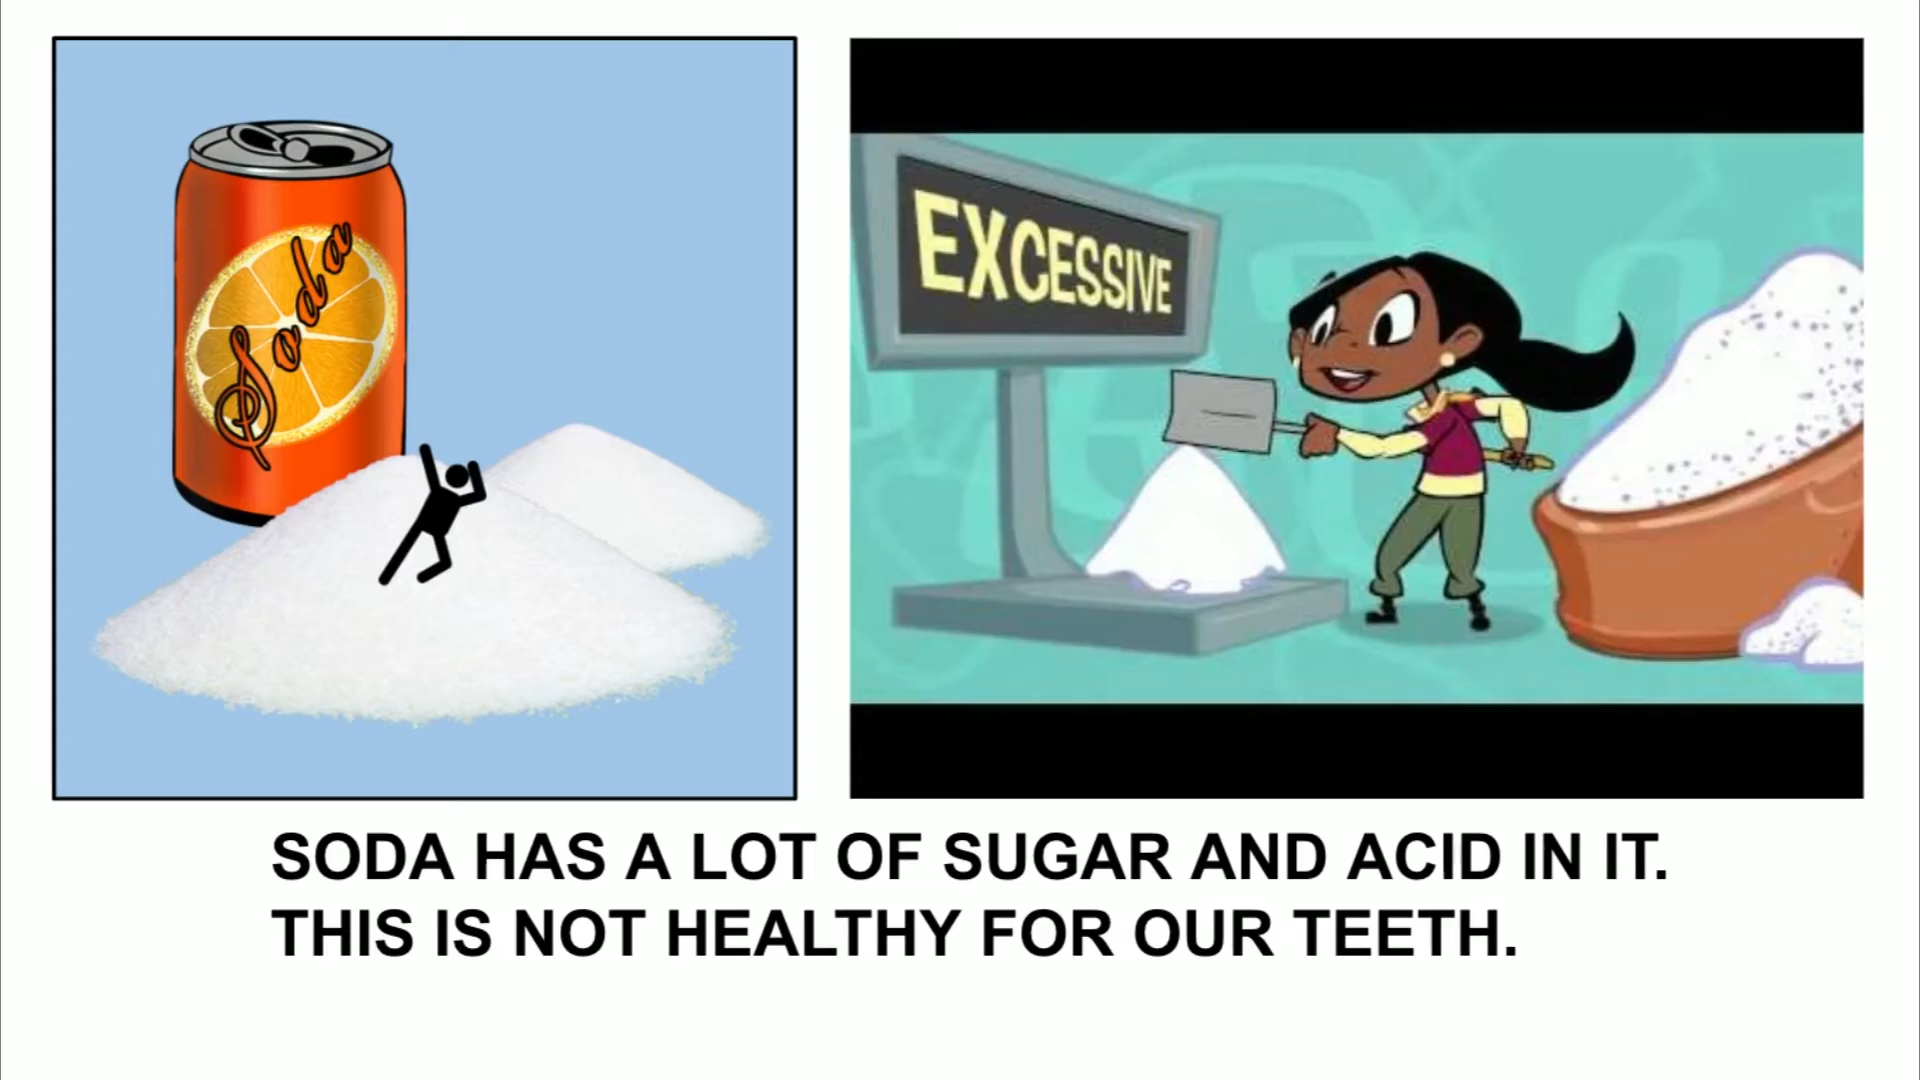 Soda
EXCESSIVE
SODA HAS A LOT OF SUGAR AND ACID IN IT.
THIS IS NOT HEALTHY FOR OUR TEETH.